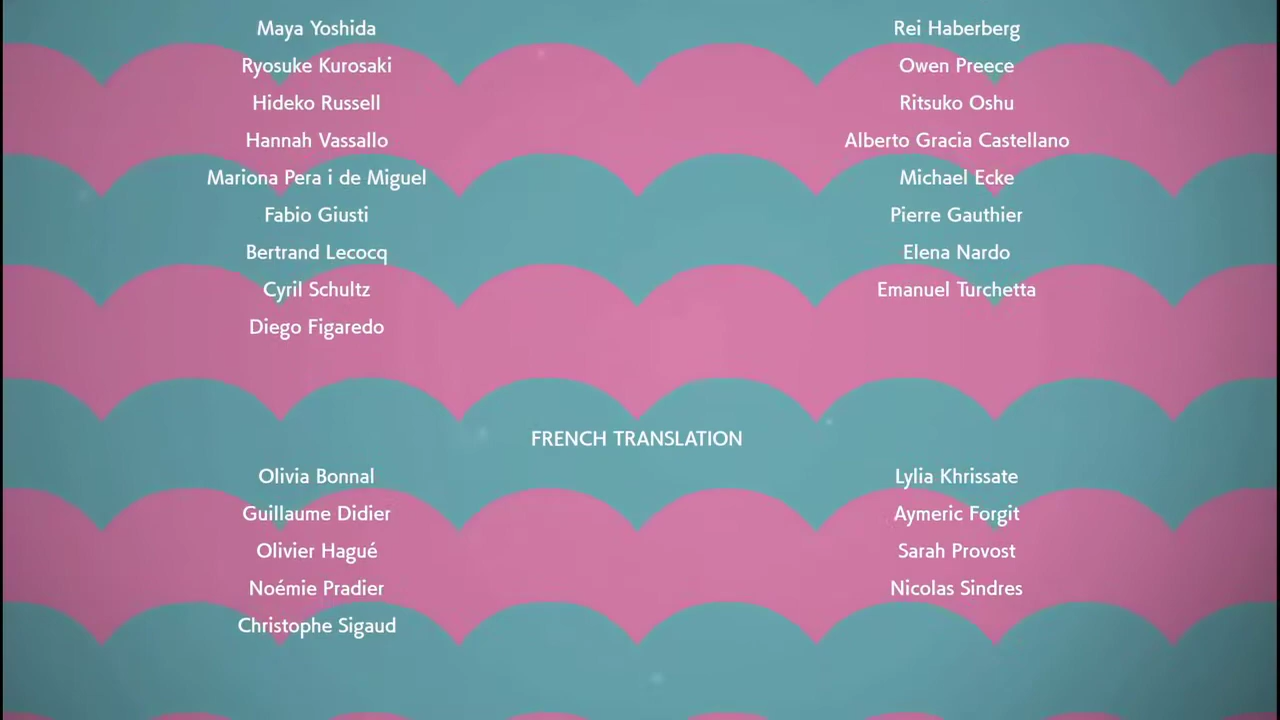 Maya Yoshida Rei Haberberg
Ryosuke Kurosaki Owen Preece
Hideko Russell Ritsuko Oshu
Hannah Vassallo Alberto Gracia Castellano
Mariona Pera i de Miguel Michael Ecke
Fabio Giusti Pierre Gauthier
Bertrand Lecocq Elena Nardo
Cyril Schultz Emanuel Turchetta
Diego Figaredo
FRENCH TRANSLATION
Olivia Bonnal Lylia Khrissate
Guillaume Didier Aymeric Forgit
Olivier Hagué Sarah Provost
Noémie Pradier Nicolas Sindres
Christophe Sigaud